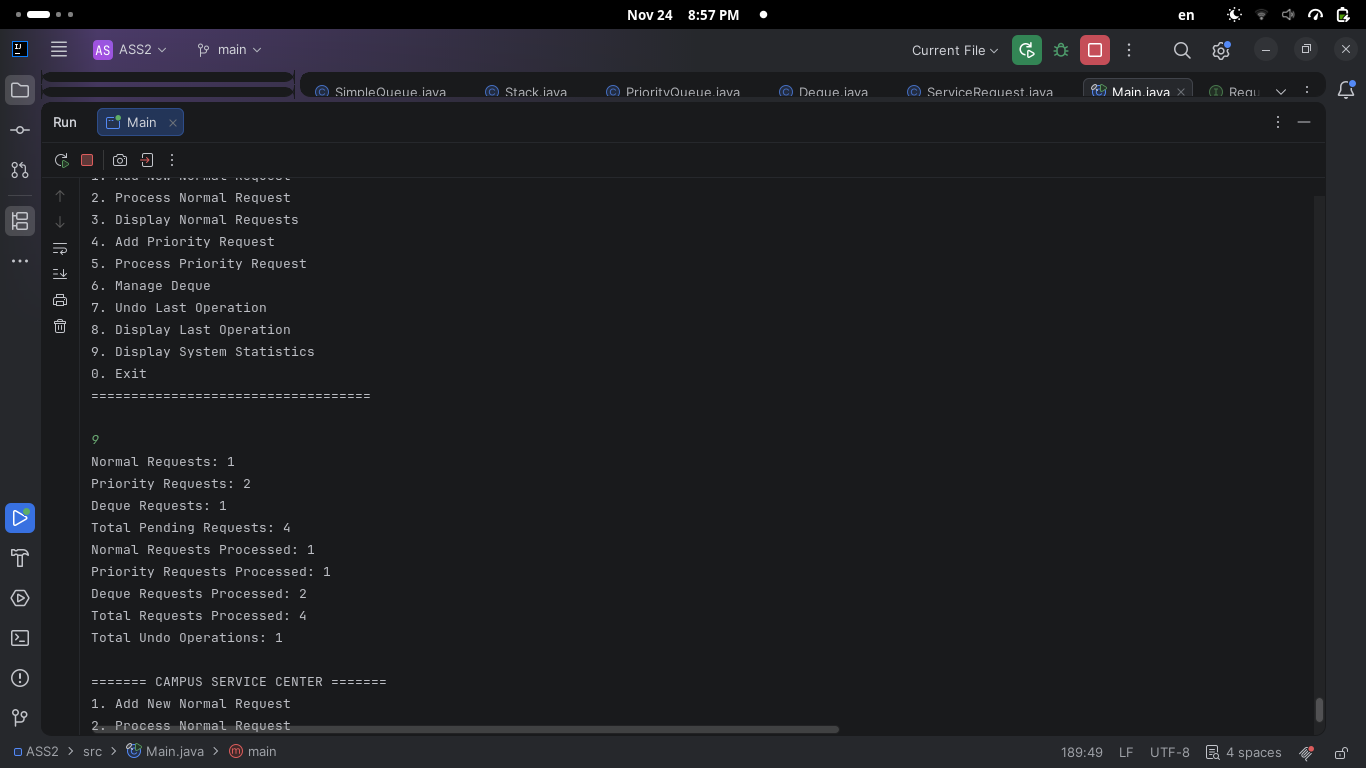 Nov 24 8:57 PM
en
AS ASS2 main
Current File
SimpleQueue.java Stack.java PriorityQueue.java Deque.java ServiceRequest.java Main.java Requ
Run Main
1. Add New Normal Request
2. Process Normal Request
3. Display Normal Requests
4. Add Priority Request
5. Process Priority Request
6. Manage Deque
7. Undo Last Operation
8. Display Last Operation
9. Display System Statistics
0. Exit
===================================
9
Normal Requests: 1
Priority Requests: 2
Deque Requests: 1
Total Pending Requests: 4
Normal Requests Processed: 1
Priority Requests Processed: 1
Deque Requests Processed: 2
Total Requests Processed: 4
Total Undo Operations: 1
======= CAMPUS SERVICE CENTER =======
1. Add New Normal Request
2. Process Normal Request
ASS2 > src > Main.java > main
189:49 LF UTF-8 4 spaces